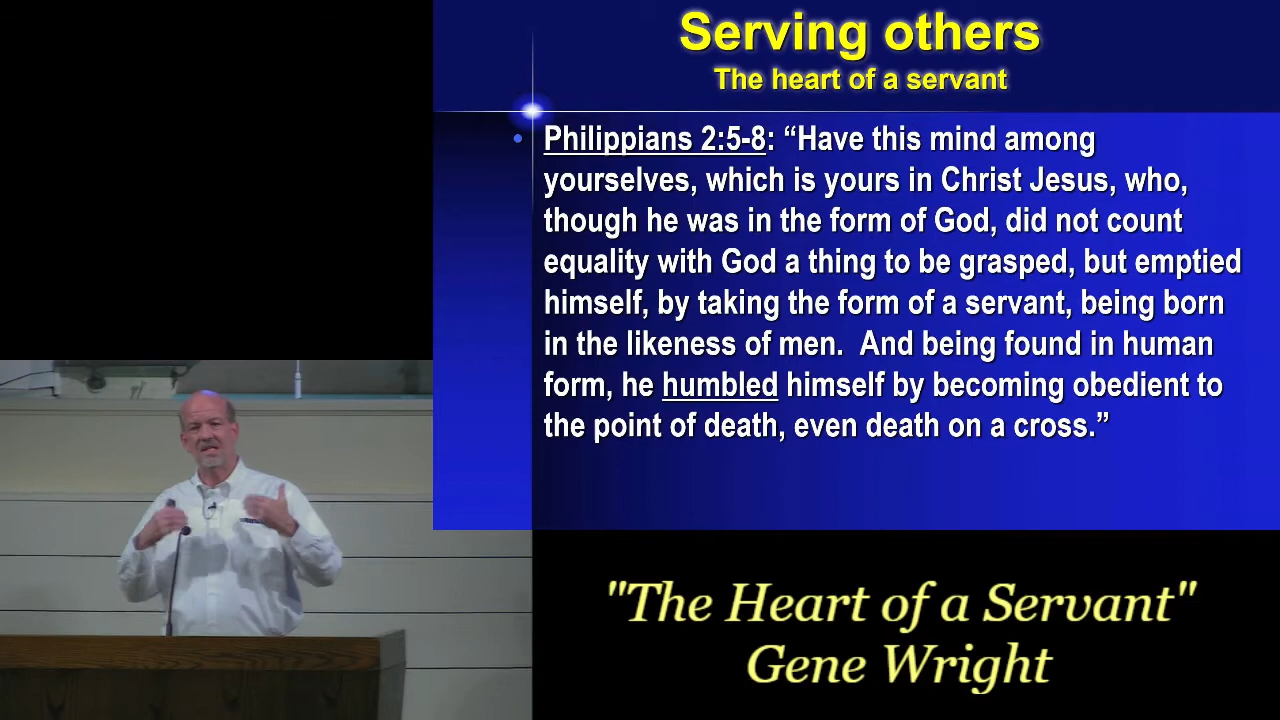 Serving others
The heart of a servant
• Philippians 2:5-8: “Have this mind among
yourselves, which is yours in Christ Jesus, who,
though he was in the form of God, did not count
equality with God a thing to be grasped, but emptied
himself, by taking the form of a servant, being born
in the likeness of men.  And being found in human
form, he humbled himself by becoming obedient to
the point of death, even death on a cross.”
"The Heart of a Servant"
Gene Wright